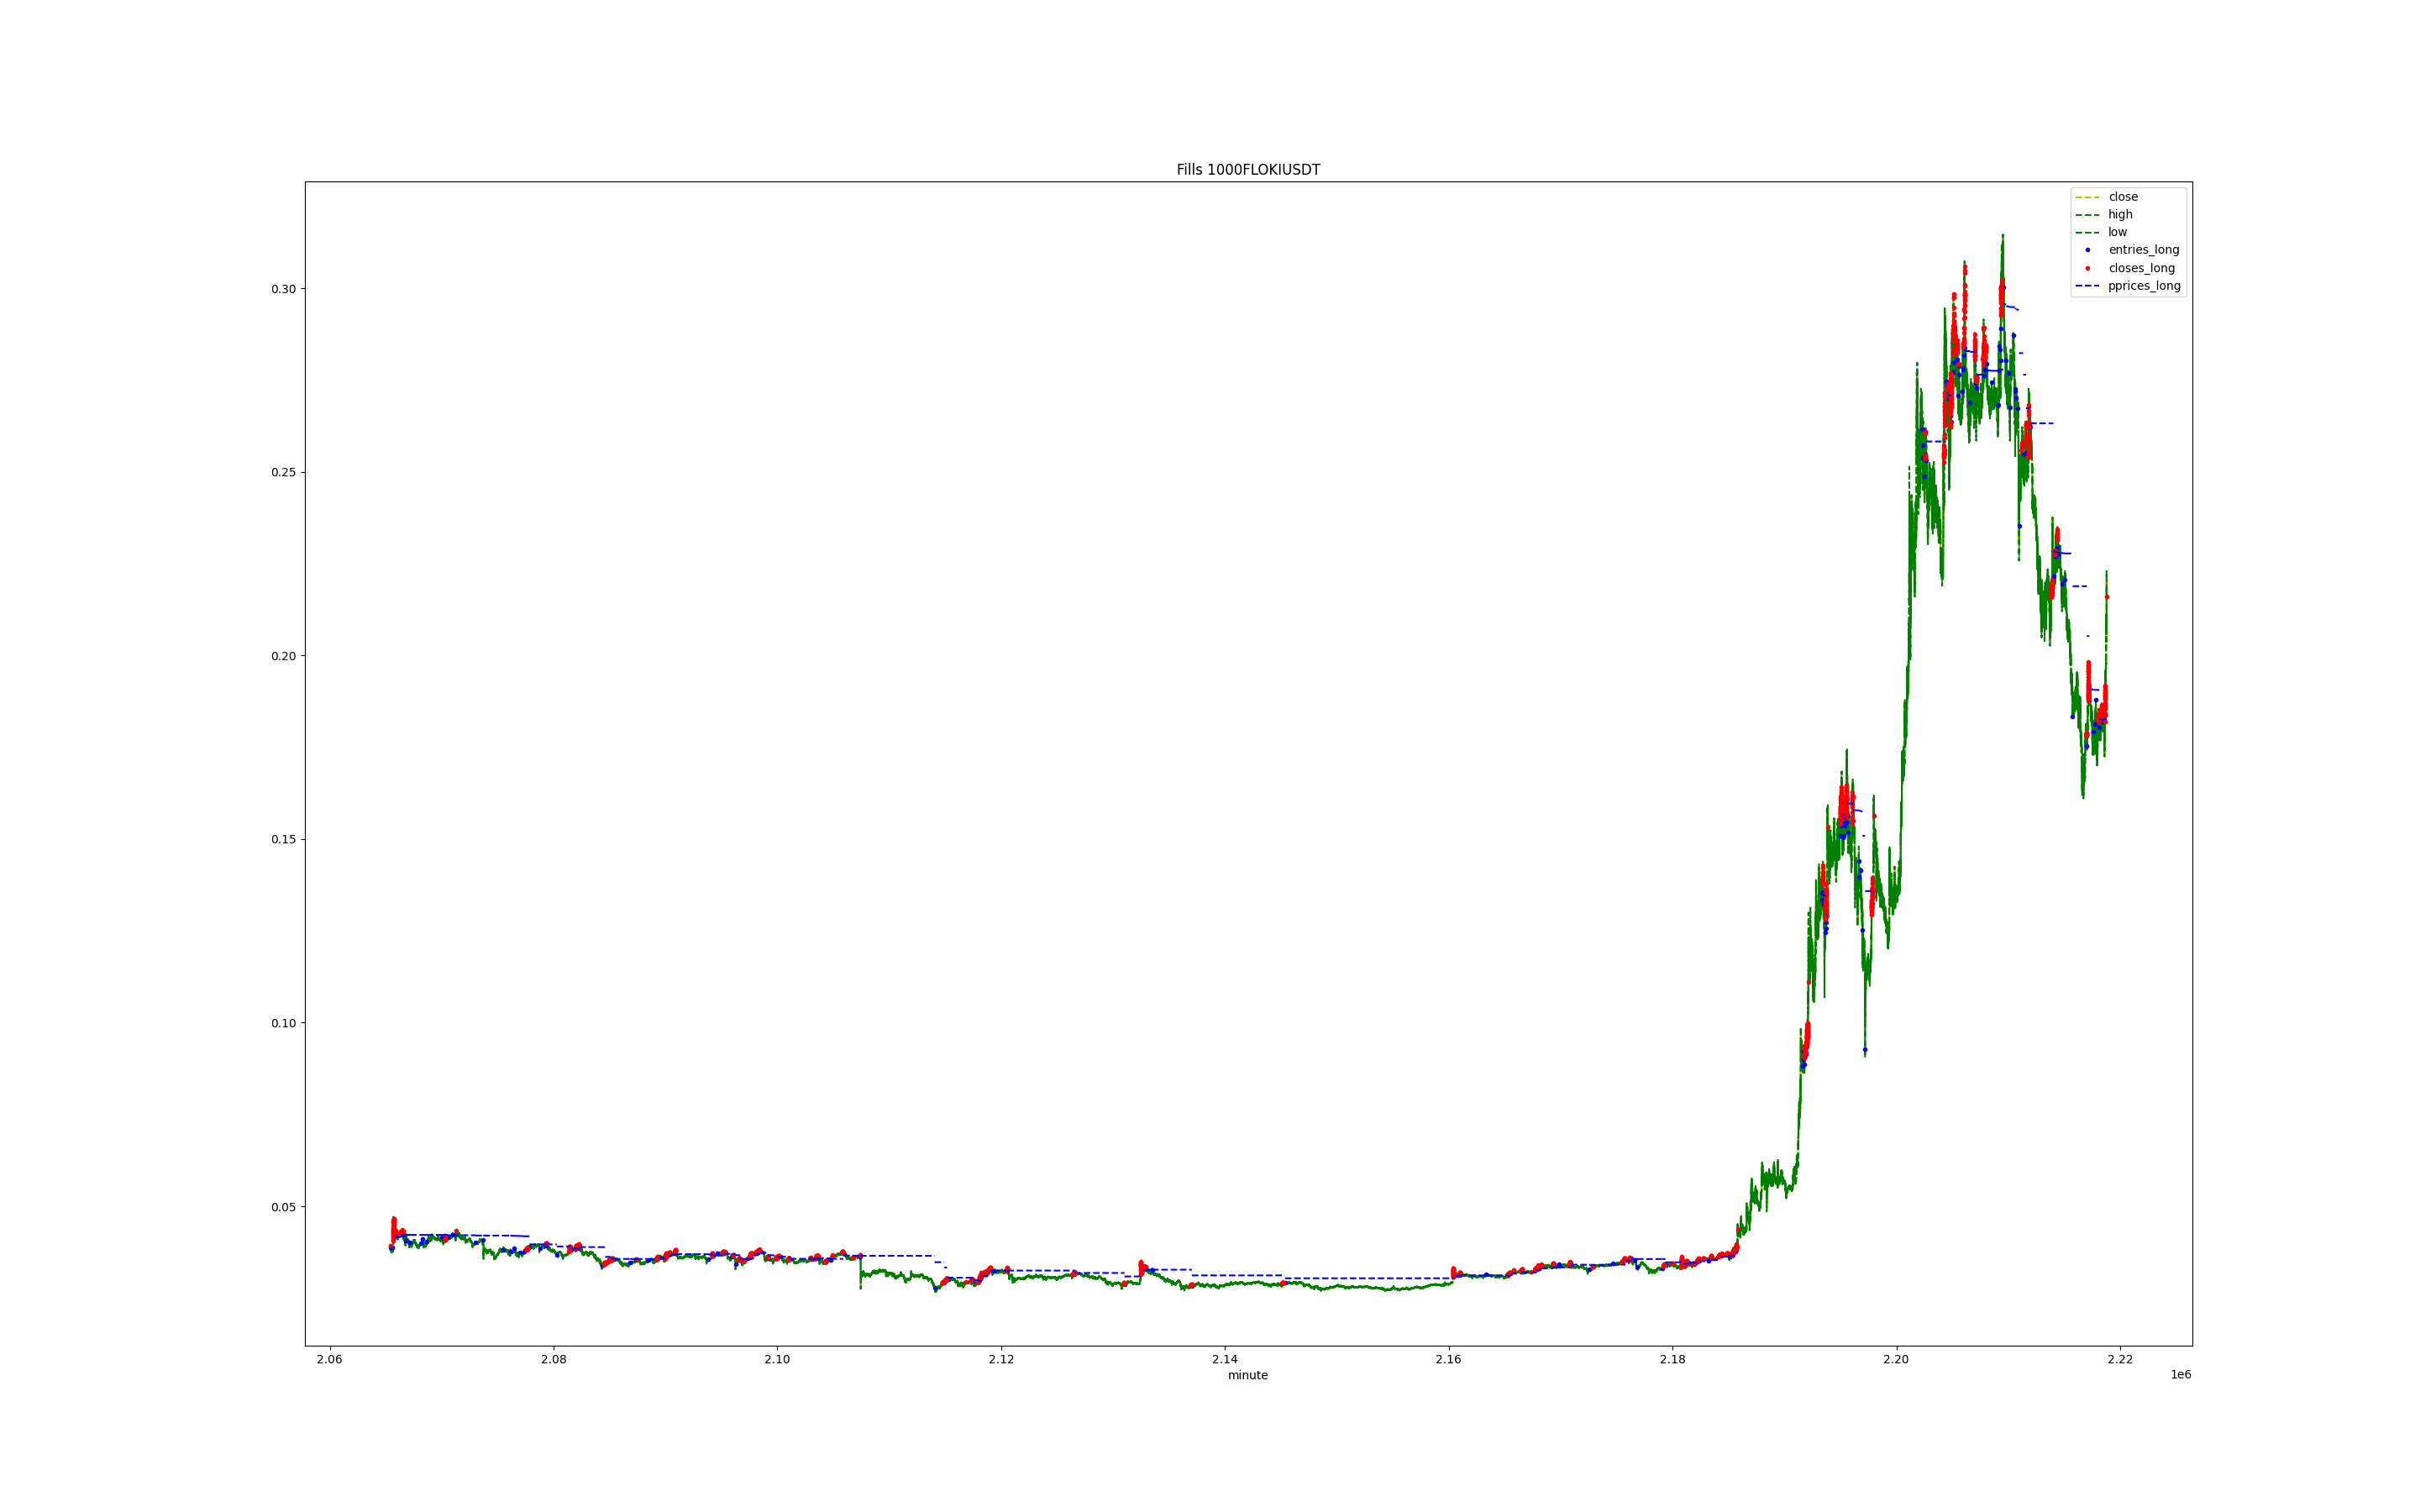 Fills 1000FLOKIUSDT
close
high
low
entries_long
closes_long
pprices_long
0.30
0.25
0.20
0.15
0.10
0.05
2.06 2.08 2.10 2.12 2.14 2.16 2.18 2.20 2.22
minute
1e6